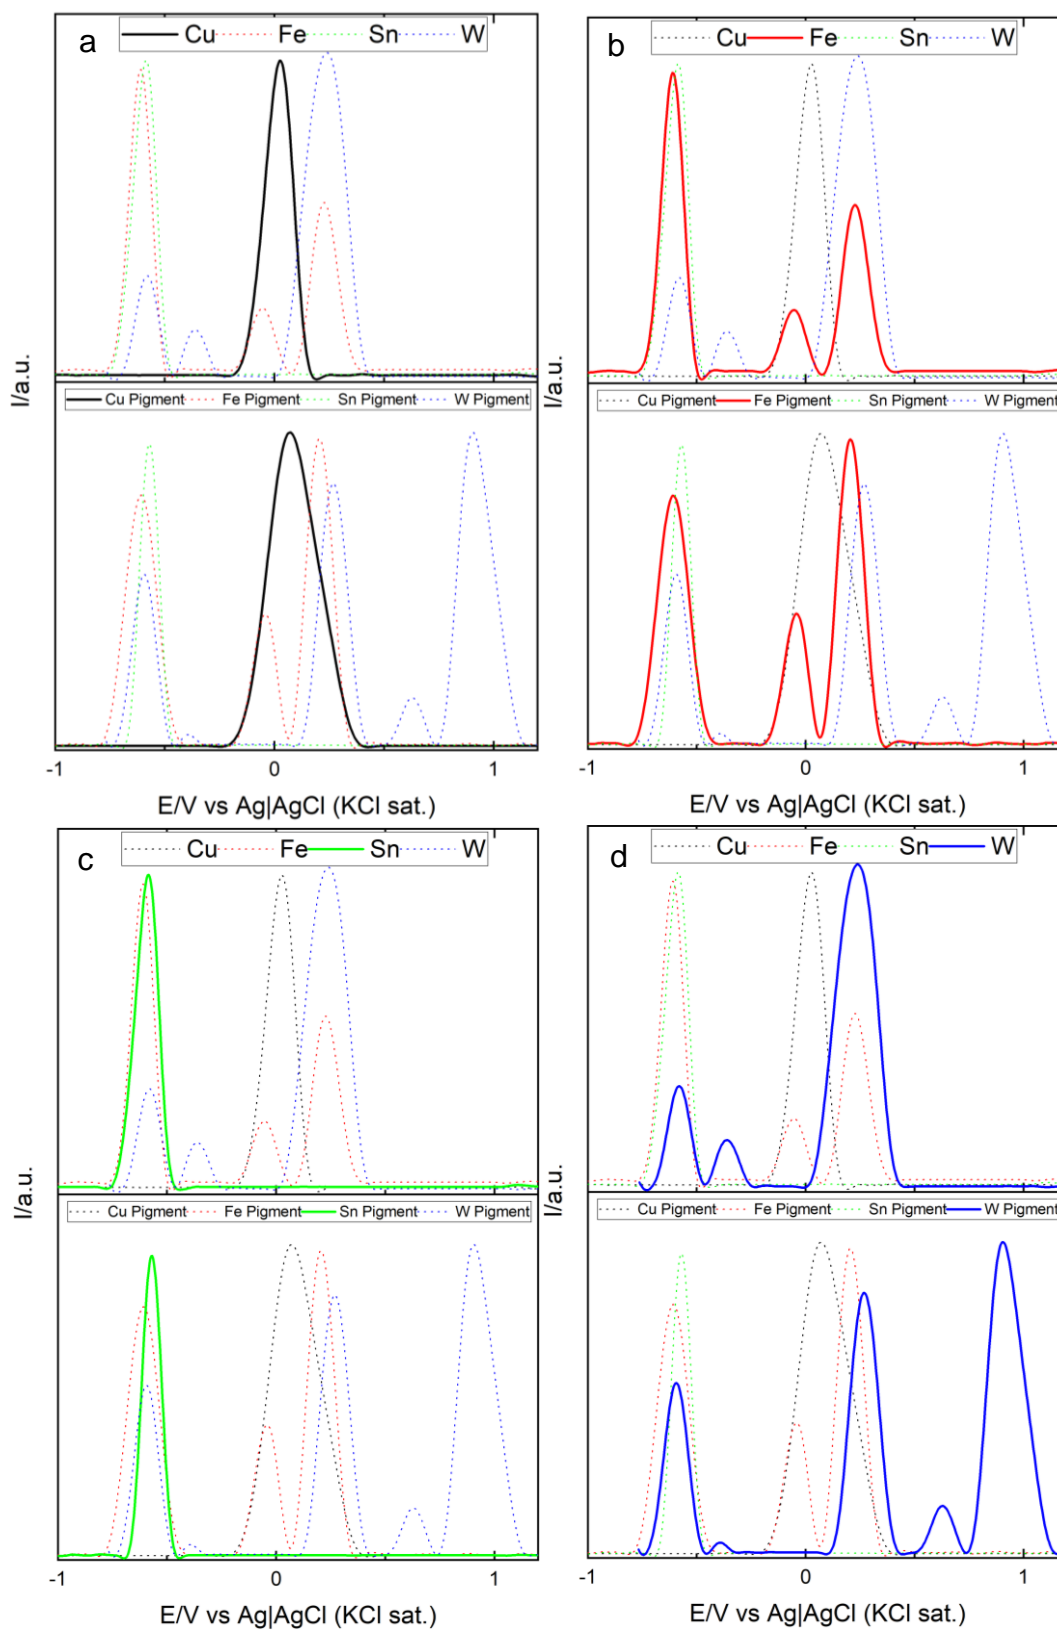 a
Cu Fe Sn W
I/a.u.
Cu Pigment Fe Pigment Sn Pigment W Pigment
-1 0 1
E/V vs Ag|AgCl (KCl sat.)
b
Cu Fe Sn W
I/a.u.
Cu Pigment Fe Pigment Sn Pigment W Pigment
-1 0 1
E/V vs Ag|AgCl (KCl sat.)
c
Cu Fe Sn W
I/a.u.
Cu Pigment Fe Pigment Sn Pigment W Pigment
-1 0 1
E/V vs Ag|AgCl (KCl sat.)
d
Cu Fe Sn W
I/a.u.
Cu Pigment Fe Pigment Sn Pigment W Pigment
-1 0 1
E/V vs Ag|AgCl (KCl sat.)